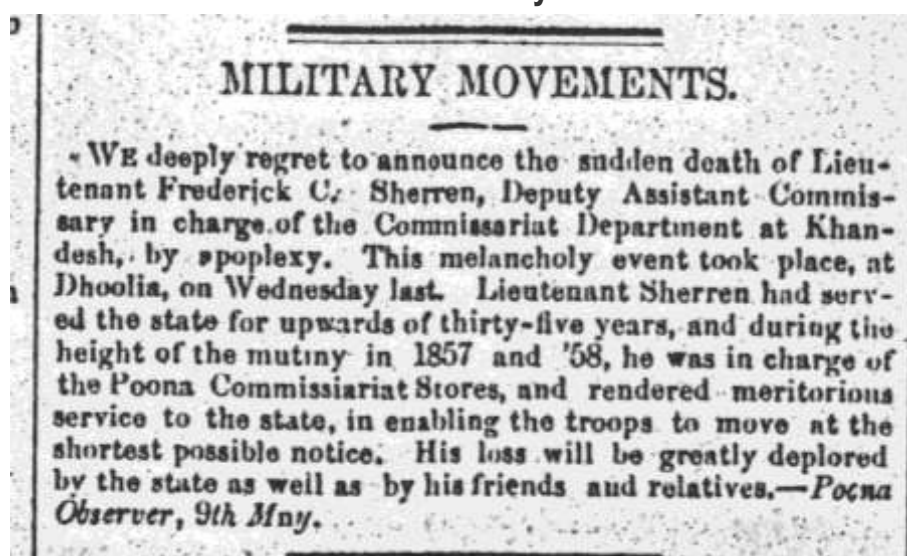 MILITARY MOVEMENTS.
WE deeply regret to announce the sudden death of Lieu-
tenant Frederick C. Sherren, Deputy Assistant Commis-
sary in charge of the Commissariat Department at Khan-
desh, by apoplexy. This melancholy event took place, at
Dhoolia, on Wednesday last. Lieutenant Sherren had serv-
ed the state for upwards of thirty-five years, and during the
height of the mutiny in 1857 and '58, he was in charge of
the Poona Commissiariat Stores, and rendered meritorious
service to the state, in enabling the troops to move at the
shortest possible notice. His loss will be greatly deplored
by the state as well as by his friends and relatives.—Poona
Observer, 9th May.